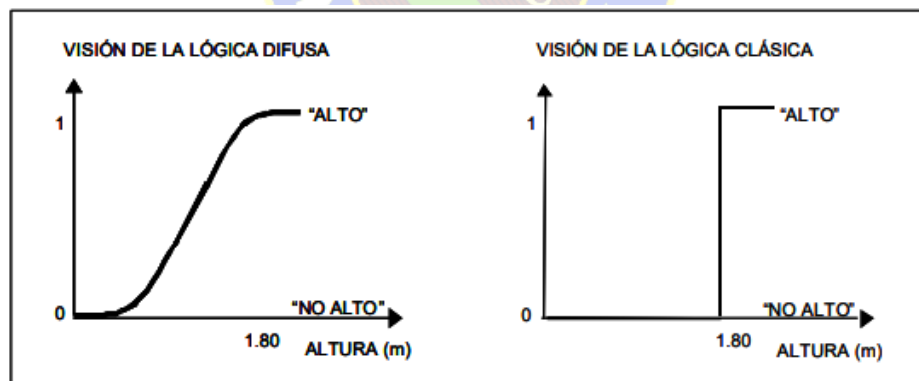 VISIÓN DE LA LÓGICA DIFUSA
1
"ALTO"
0
"NO ALTO"
1.80
ALTURA (m)
VISIÓN DE LA LÓGICA CLÁSICA
1
"ALTO"
0
"NO ALTO"
1.80
ALTURA (m)